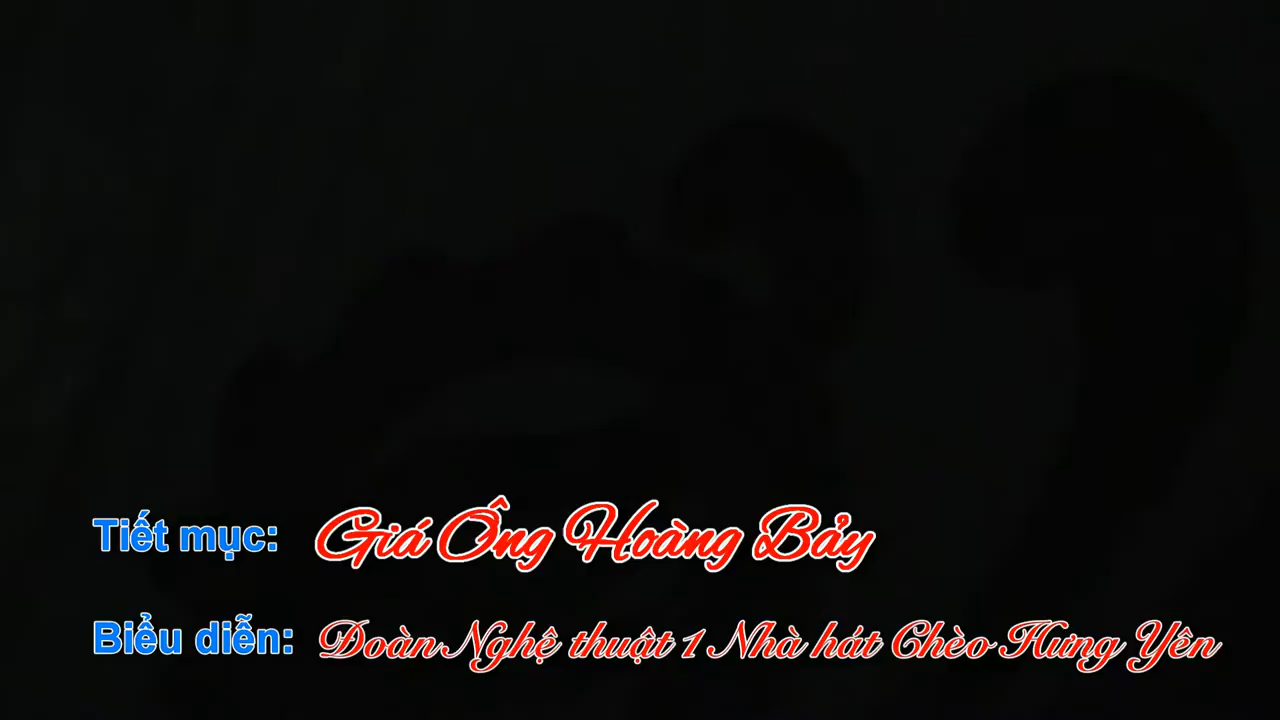 Tiết mục: Giá Ông Hoàng Bảy
Biểu diễn: Đoàn Nghệ thuật 1 Nhà hát Chèo Hưng Yên